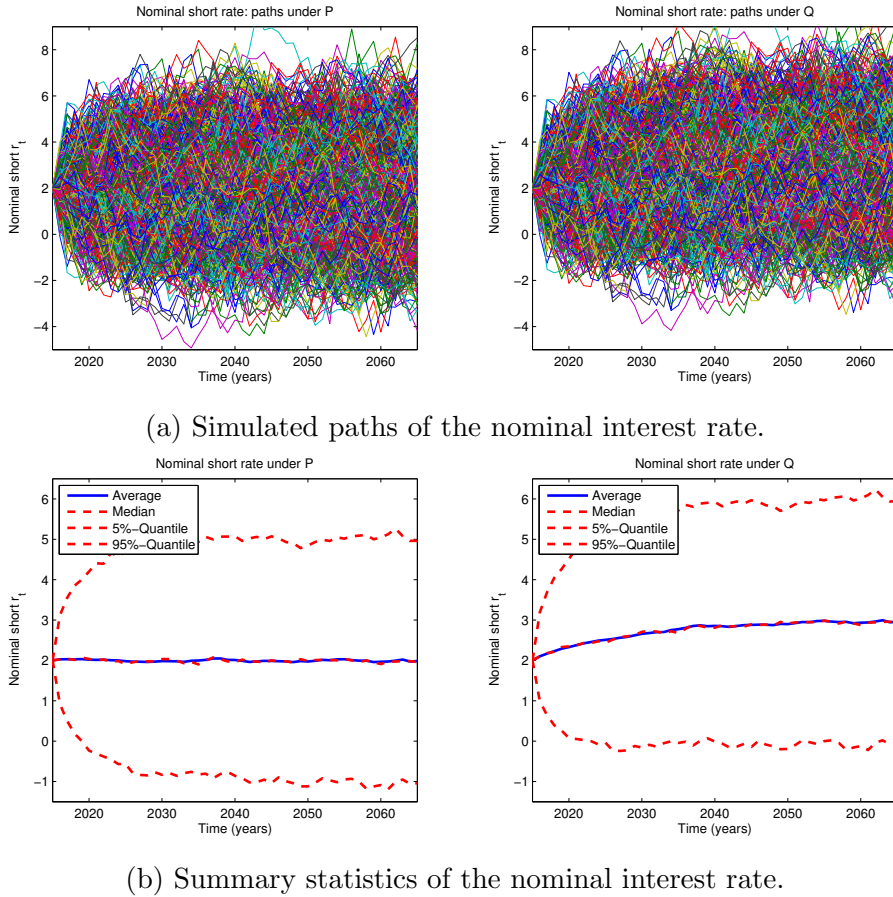 Nominal short rate: paths under P
Nominal short r_t
8
6
4
2
0
−2
−4
2020 2030 2040 2050 2060
Time (years)
Nominal short rate: paths under Q
Nominal short r_t
8
6
4
2
0
−2
−4
2020 2030 2040 2050 2060
Time (years)
(a) Simulated paths of the nominal interest rate.
Nominal short rate under P
Average
Median
5%−Quantile
95%−Quantile
Nominal short r_t
6
5
4
3
2
1
0
−1
2020 2030 2040 2050 2060
Time (years)
Nominal short rate under Q
Average
Median
5%−Quantile
95%−Quantile
Nominal short r_t
6
5
4
3
2
1
0
−1
2020 2030 2040 2050 2060
Time (years)
(b) Summary statistics of the nominal interest rate.